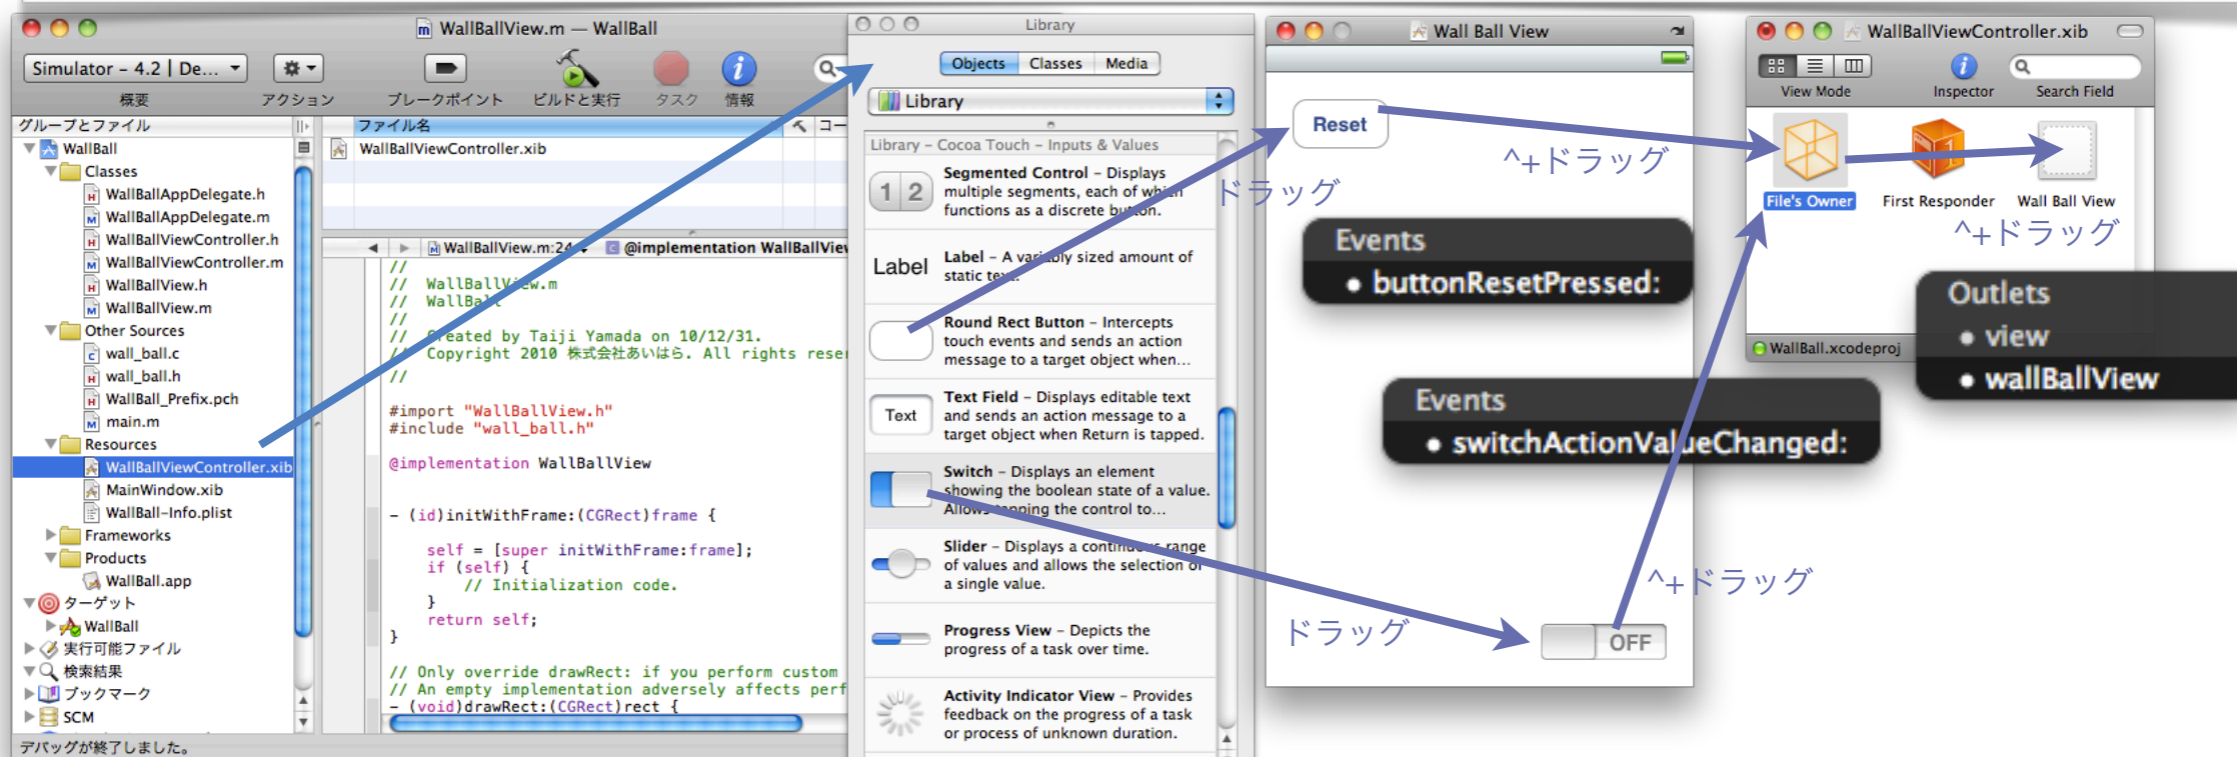 WallBallView.m — WallBall
Simulator – 4.2 | De...
概要
アクション
ブレークポイント
ビルドと実行
タスク
情報
グループとファイル
WallBall
Classes
WallBallAppDelegate.h
WallBallAppDelegate.m
WallBallViewController.h
WallBallViewController.m
WallBallView.h
WallBallView.m
Other Sources
wall_ball.c
wall_ball.h
WallBall_Prefix.pch
main.m
Resources
WallBallViewController.xib
MainWindow.xib
WallBall-Info.plist
Frameworks
Products
WallBall.app
ターゲット
WallBall
実行可能ファイル
検索結果
ブックマーク
SCM
デバッグが終了しました。
ファイル名
コー
WallBallViewController.xib
WallBallView.m:24
@implementation WallBallView
//
// WallBallView.m
// WallBall
//
// Created by Taiji Yamada on 10/12/31.
// Copyright 2010 株式会社あいはら. All rights reser
//
#import "WallBallView.h"
#include "wall_ball.h"
@implementation WallBallView
- (id)initWithFrame:(CGRect)frame {
self = [super initWithFrame:frame];
if (self) {
// Initialization code.
}
return self;
}
// Only override drawRect: if you perform custom
// An empty implementation adversely affects perf
- (void)drawRect:(CGRect)rect {
Library
Objects Classes Media
Library
Library – Cocoa Touch – Inputs & Values
1 2
Segmented Control – Displays
multiple segments, each of which
functions as a discrete button.
Label
Label – A variably sized amount of
static text.
Round Rect Button – Intercepts
touch events and sends an action
message to a target object when...
Text
Text Field – Displays editable text
and sends an action message to a
target object when Return is tapped.
Switch – Displays an element
showing the boolean state of a value.
Allows tapping the control to...
Slider – Displays a continuous range
of values and allows the selection of
a single value.
Progress View – Depicts the
progress of a task over time.
Activity Indicator View – Provides
feedback on the progress of a task
or process of unknown duration.
ドラッグ
ドラッグ
Wall Ball View
Reset
^+ドラッグ
Events
• buttonResetPressed:
Events
• switchActionValueChanged:
^+ドラッグ
OFF
WallBallViewController.xib
View Mode
Inspector
Search Field
File's Owner
First Responder
Wall Ball View
^+ドラッグ
WallBall.xcodeproj
Outlets
• view
• wallBallView